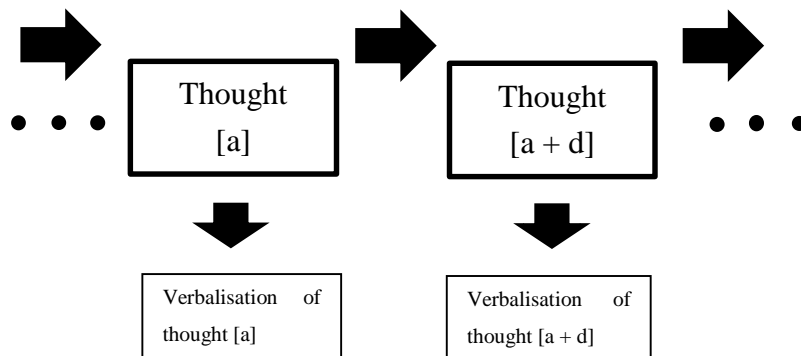 Thought
[a]
Thought
[a + d]
Verbalisation of
thought [a]
Verbalisation of
thought [a + d]